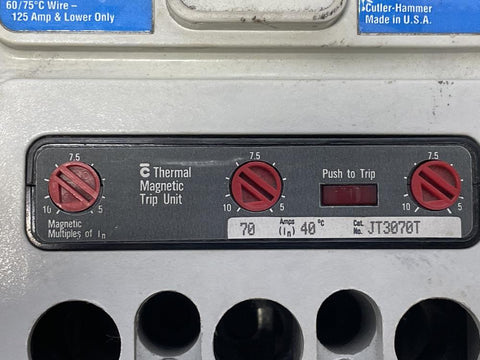 60/75°C Wire –
125 Amp & Lower Only
Cutler-Hammer
Made in U.S.A.
7.5
10 5
Magnetic
Multiples of In
Thermal
Magnetic
Trip Unit
7.5
10 5
Push to Trip
7.5
10 5
70 Amps (In) 40 °C Cat. No. JT3070T